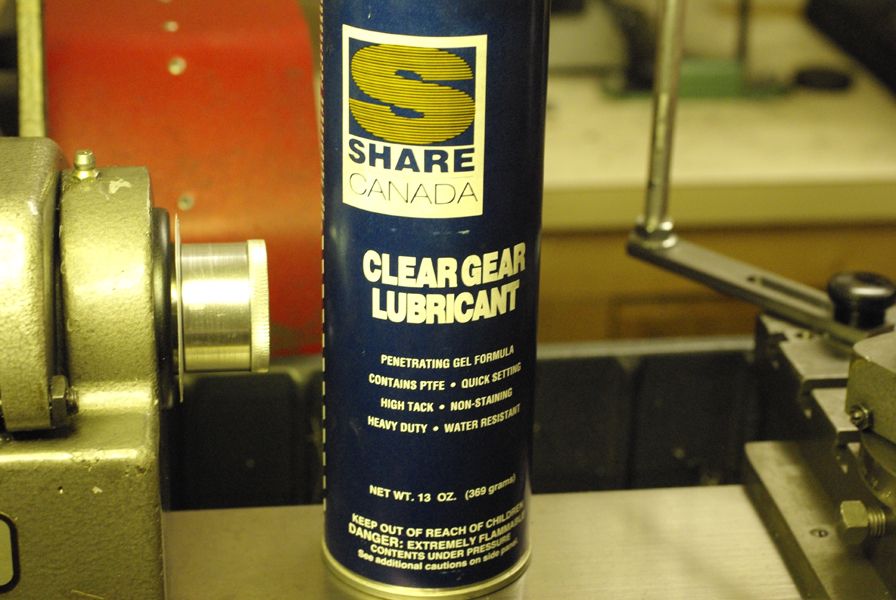 S
SHARE
CANADA
CLEAR GEAR
LUBRICANT
PENETRATING GEL FORMULA
CONTAINS PTFE • QUICK SETTING
HIGH TACK • NON-STAINING
HEAVY DUTY • WATER RESISTANT
NET WT. 13 OZ. (369 grams)
KEEP OUT OF REACH OF CHILDREN
DANGER: EXTREMELY FLAMMABLE
CONTENTS UNDER PRESSURE
See additional cautions on side panel.